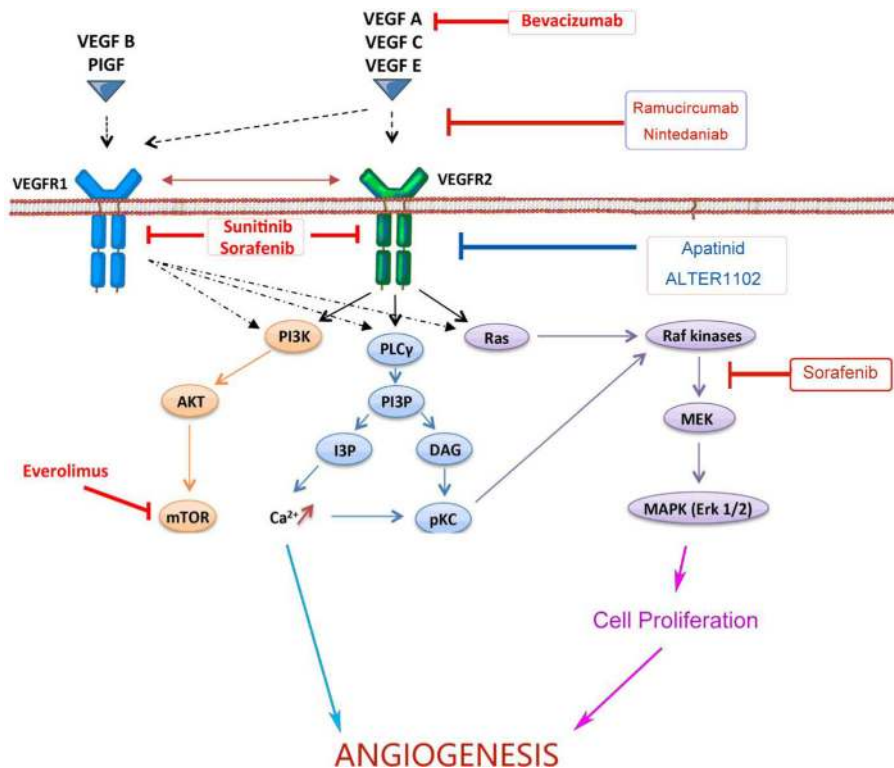 VEGF A
VEGF C
VEGF E
Bevacizumab
VEGF B
PIGF
Ramucircumab
Nintedaniab
VEGFR1
VEGFR2
Sunitinib
Sorafenib
Apatinid
ALTER1102
PI3K
PLCγ
Ras
Raf kinases
Sorafenib
AKT
PI3P
MEK
I3P
DAG
Everolimus
mTOR
Ca²⁺
pKC
MAPK (Erk 1/2)
Cell Proliferation
ANGIOGENESIS